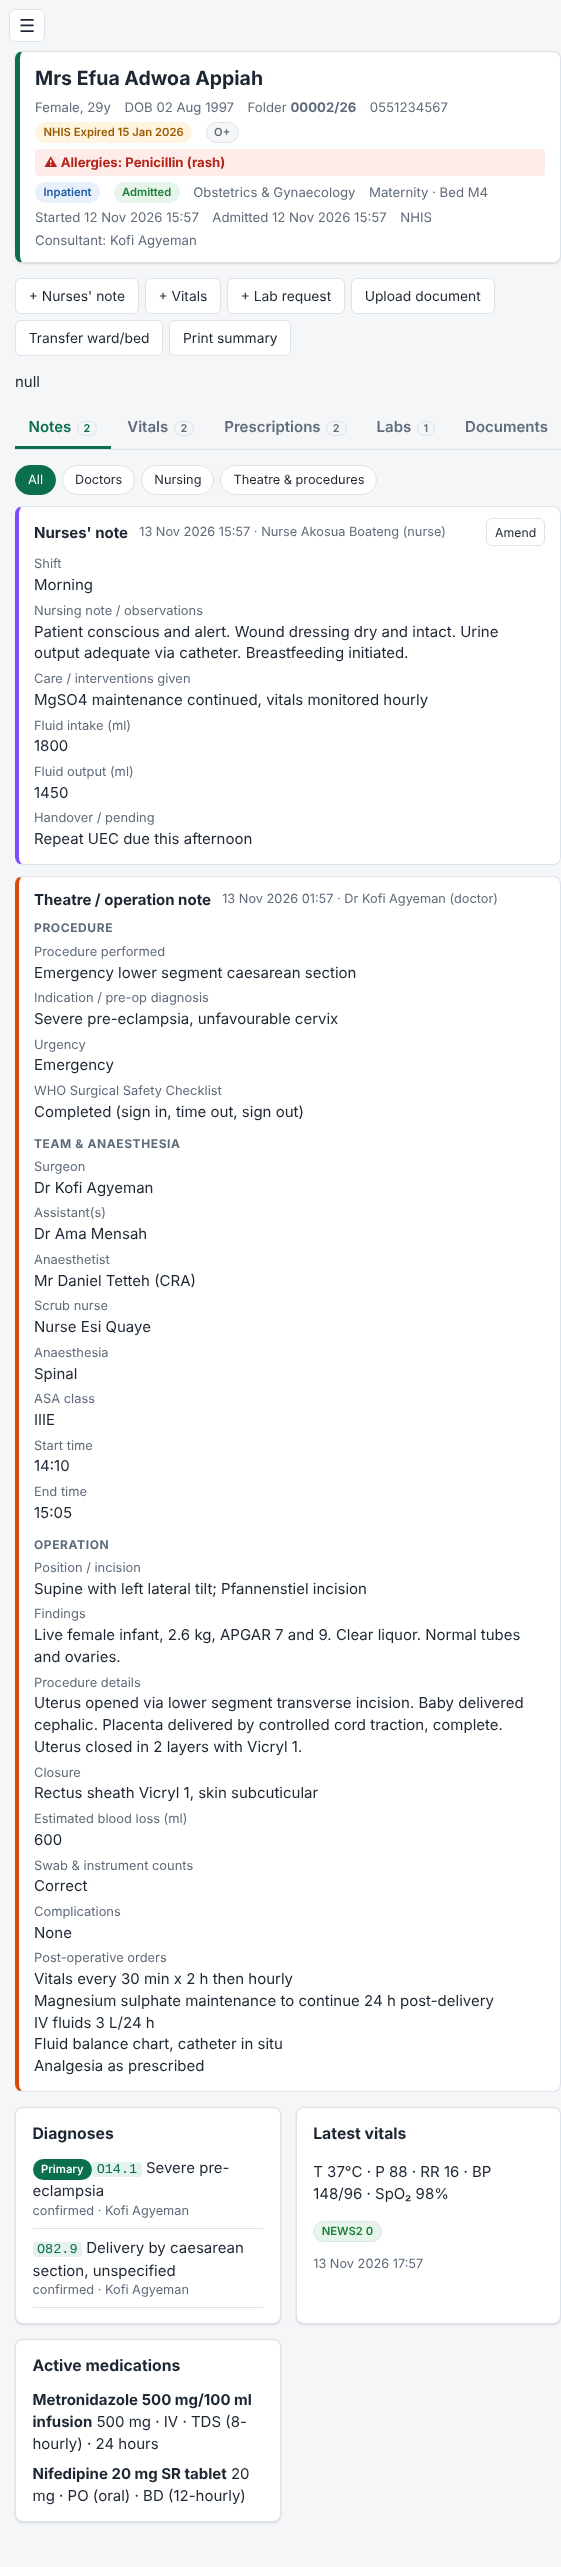 ☰
Mrs Efua Adwoa Appiah
Female, 29y DOB 02 Aug 1997 Folder 00002/26 0551234567
NHIS Expired 15 Jan 2026 O+
⚠ Allergies: Penicillin (rash)
Inpatient Admitted Obstetrics & Gynaecology Maternity · Bed M4
Started 12 Nov 2026 15:57 Admitted 12 Nov 2026 15:57 NHIS
Consultant: Kofi Agyeman
+ Nurses' note + Vitals + Lab request Upload document
Transfer ward/bed Print summary
null
Notes 2 Vitals 2 Prescriptions 2 Labs 1 Documents
All Doctors Nursing Theatre & procedures
Nurses' note 13 Nov 2026 15:57 · Nurse Akosua Boateng (nurse) Amend
Shift
Morning
Nursing note / observations
Patient conscious and alert. Wound dressing dry and intact. Urine
output adequate via catheter. Breastfeeding initiated.
Care / interventions given
MgSO4 maintenance continued, vitals monitored hourly
Fluid intake (ml)
1800
Fluid output (ml)
1450
Handover / pending
Repeat UEC due this afternoon
Theatre / operation note 13 Nov 2026 01:57 · Dr Kofi Agyeman (doctor)
PROCEDURE
Procedure performed
Emergency lower segment caesarean section
Indication / pre-op diagnosis
Severe pre-eclampsia, unfavourable cervix
Urgency
Emergency
WHO Surgical Safety Checklist
Completed (sign in, time out, sign out)
TEAM & ANAESTHESIA
Surgeon
Dr Kofi Agyeman
Assistant(s)
Dr Ama Mensah
Anaesthetist
Mr Daniel Tetteh (CRA)
Scrub nurse
Nurse Esi Quaye
Anaesthesia
Spinal
ASA class
IIIE
Start time
14:10
End time
15:05
OPERATION
Position / incision
Supine with left lateral tilt; Pfannenstiel incision
Findings
Live female infant, 2.6 kg, APGAR 7 and 9. Clear liquor. Normal tubes
and ovaries.
Procedure details
Uterus opened via lower segment transverse incision. Baby delivered
cephalic. Placenta delivered by controlled cord traction, complete.
Uterus closed in 2 layers with Vicryl 1.
Closure
Rectus sheath Vicryl 1, skin subcuticular
Estimated blood loss (ml)
600
Swab & instrument counts
Correct
Complications
None
Post-operative orders
Vitals every 30 min x 2 h then hourly
Magnesium sulphate maintenance to continue 24 h post-delivery
IV fluids 3 L/24 h
Fluid balance chart, catheter in situ
Analgesia as prescribed
Diagnoses
Primary O14.1 Severe pre-
eclampsia
confirmed · Kofi Agyeman
O82.9 Delivery by caesarean
section, unspecified
confirmed · Kofi Agyeman
Latest vitals
T 37°C · P 88 · RR 16 · BP
148/96 · SpO₂ 98%
NEWS2 0
13 Nov 2026 17:57
Active medications
Metronidazole 500 mg/100 ml
infusion 500 mg · IV · TDS (8-
hourly) · 24 hours
Nifedipine 20 mg SR tablet 20
mg · PO (oral) · BD (12-hourly)